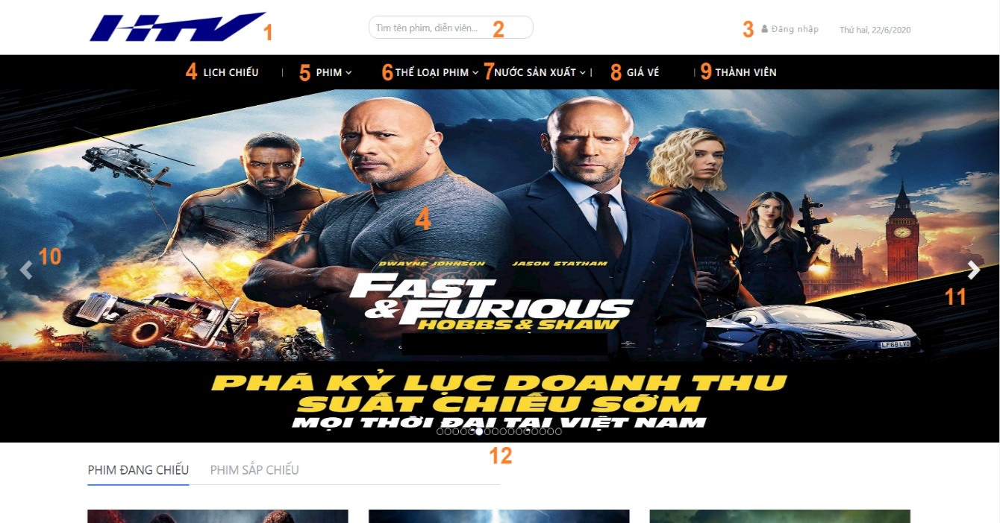 HTV 1
Tìm tên phim, diễn viên... 2
3 Đăng nhập Thứ hai, 22/6/2020
4 LỊCH CHIẾU | 5 PHIM 6 THỂ LOẠI PHIM 7 NƯỚC SẢN XUẤT | 8 GIÁ VÉ | 9 THÀNH VIÊN
4
10
DWAYNE JOHNSON JASON STATHAM
11
FAST
& FURIOUS
HOBBS & SHAW
LF68 LVO
PHÁ KỶ LỤC DOANH THU
SUẤT CHIẾU SỚM
MỌI THỜI ĐẠI TẠI VIỆT NAM
12
PHIM ĐANG CHIẾU PHIM SẮP CHIẾU